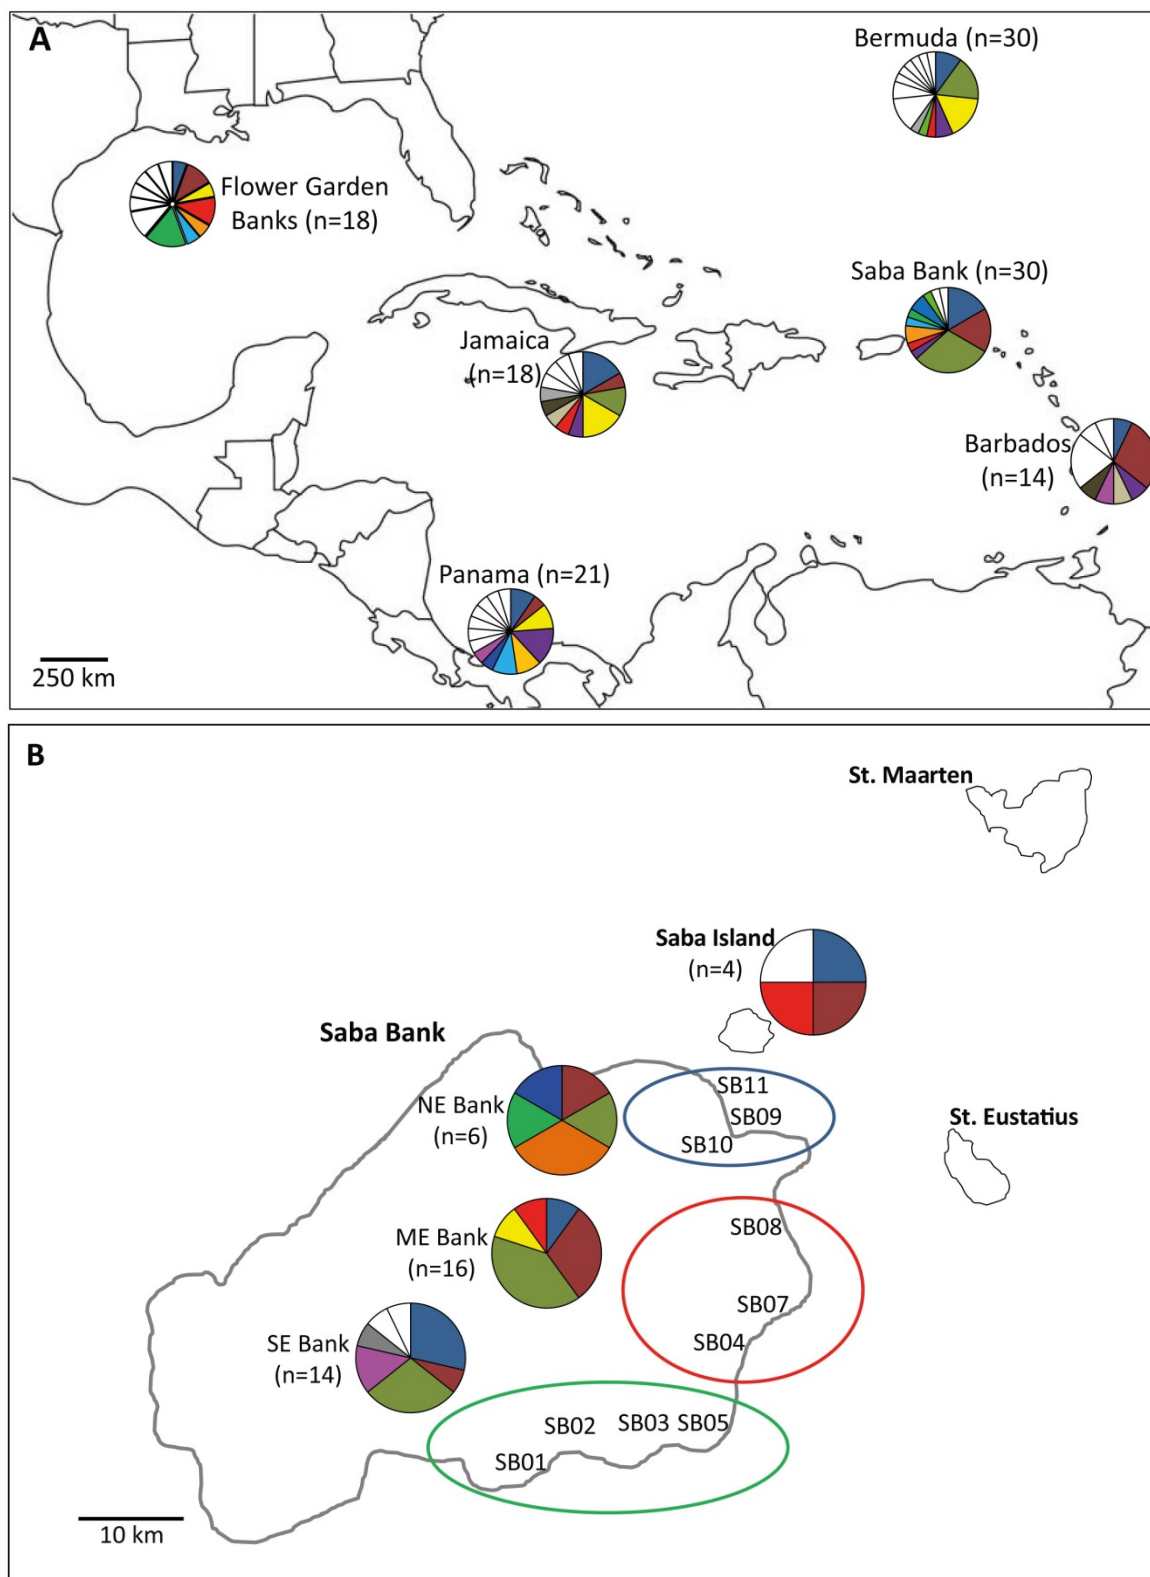 A
Bermuda (n=30)
Flower Garden
Banks (n=18)
Saba Bank (n=30)
Jamaica
(n=18)
Barbados
(n=14)
Panama (n=21)
250 km
B
St. Maarten
Saba Island
(n=4)
Saba Bank
SB11
NE Bank
SB09
(n=6)
SB10
St. Eustatius
SB08
ME Bank
(n=16)
SB07
SB04
SE Bank
(n=14)
SB02
SB03
SB05
SB01
10 km